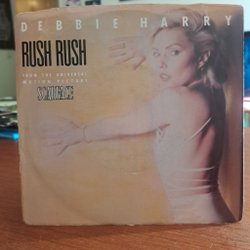 DEBBIE HARRY
RUSH RUSH
FROM THE UNIVERSAL
MOTION PICTURE
SCARFACE